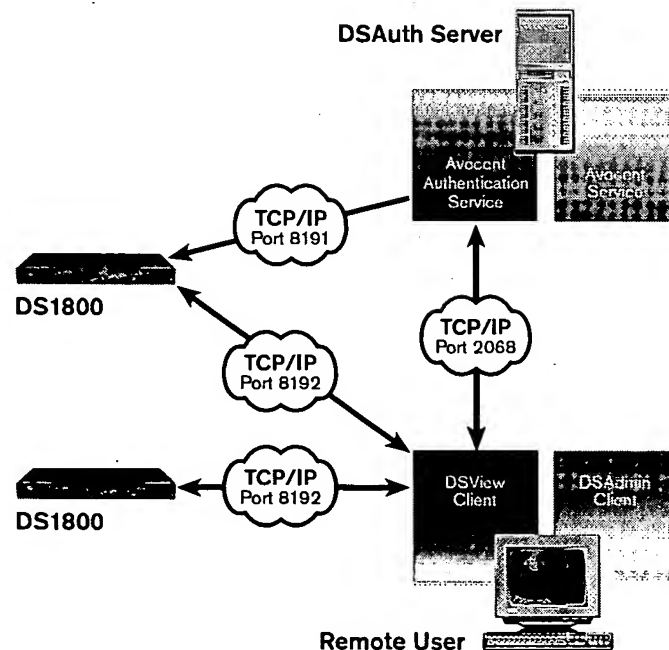 DSAuth Server
Avocent
Authentication
Service
Avocent
Service
TCP/IP
Port 8191
DS1800
TCP/IP
Port 2068
TCP/IP
Port 8192
TCP/IP
Port 8192
DS1800
DSView
Client
DSAdmin
Client
Remote User